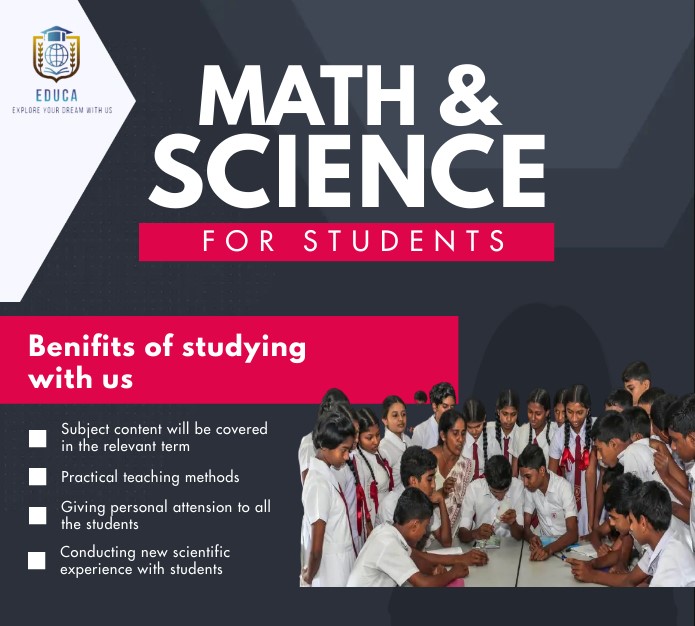 EDUCA
EXPLORE YOUR DREAM WITH US
MATH &
SCIENCE
FOR STUDENTS
Benifits of studying
with us
Subject content will be covered
in the relevant term
Practical teaching methods
Giving personal attension to all
the students
Conducting new scientific
experience with students